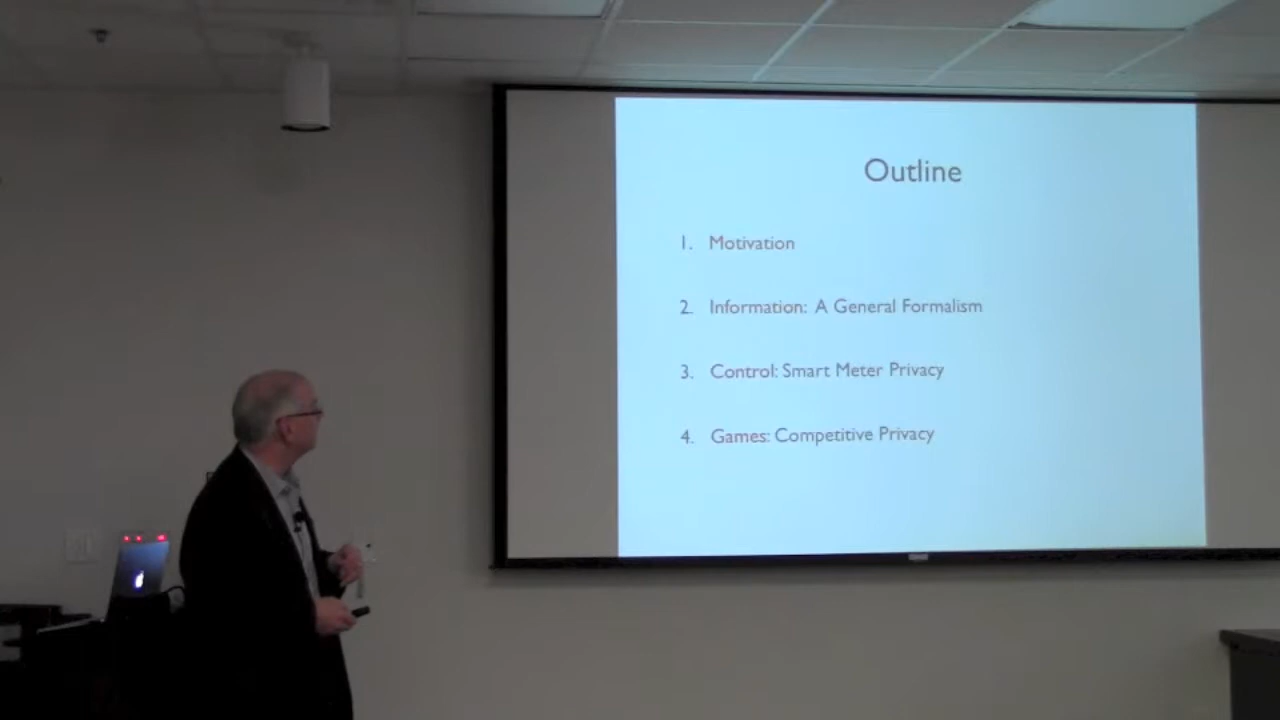 Outline
1. Motivation
2. Information: A General Formalism
3. Control: Smart Meter Privacy
4. Games: Competitive Privacy